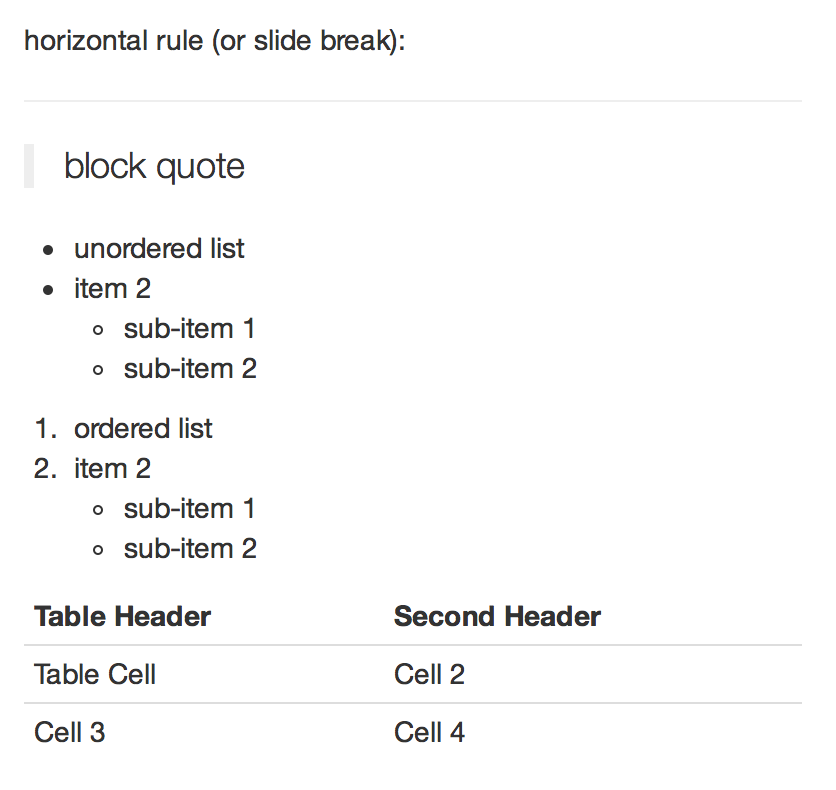 horizontal rule (or slide break):
block quote
unordered list
item 2
sub-item 1
sub-item 2
1. ordered list
2. item 2
sub-item 1
sub-item 2
Table Header Second Header
Table Cell Cell 2
Cell 3 Cell 4